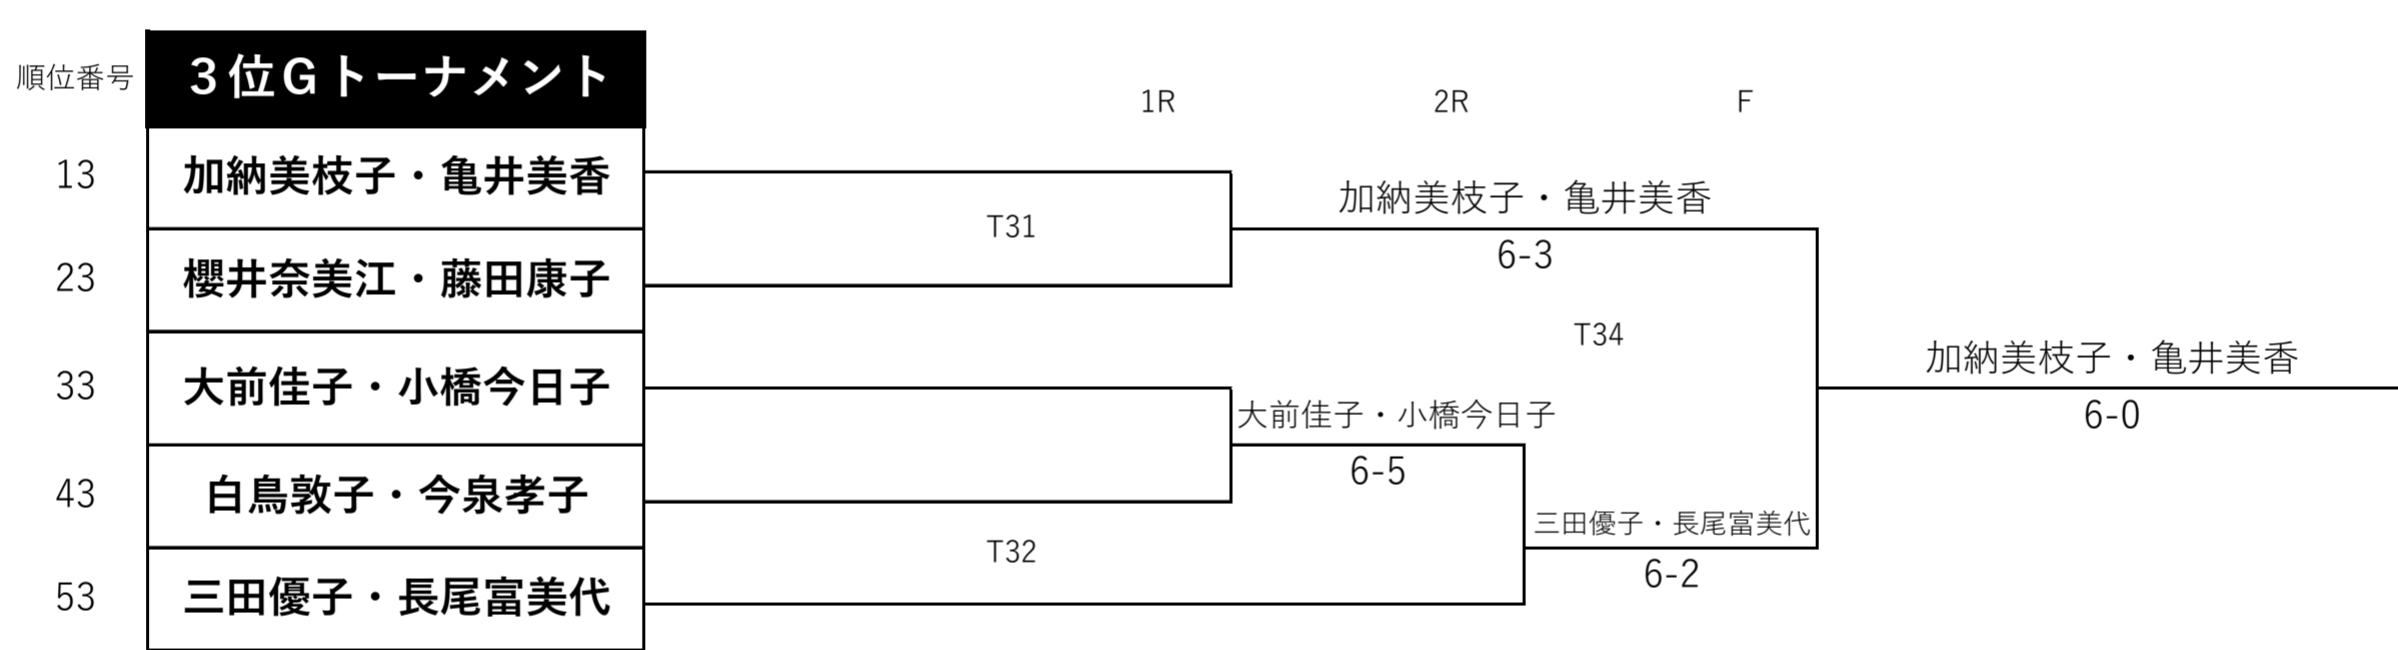 順位番号 ３位Ｇトーナメント
1R 2R F
13 加納美枝子・亀井美香
加納美枝子・亀井美香
T31
6-3
23 櫻井奈美江・藤田康子
T34
加納美枝子・亀井美香
33 大前佳子・小橋今日子
大前佳子・小橋今日子
6-0
6-5
43 白鳥敦子・今泉孝子
三田優子・長尾富美代
T32
6-2
53 三田優子・長尾富美代